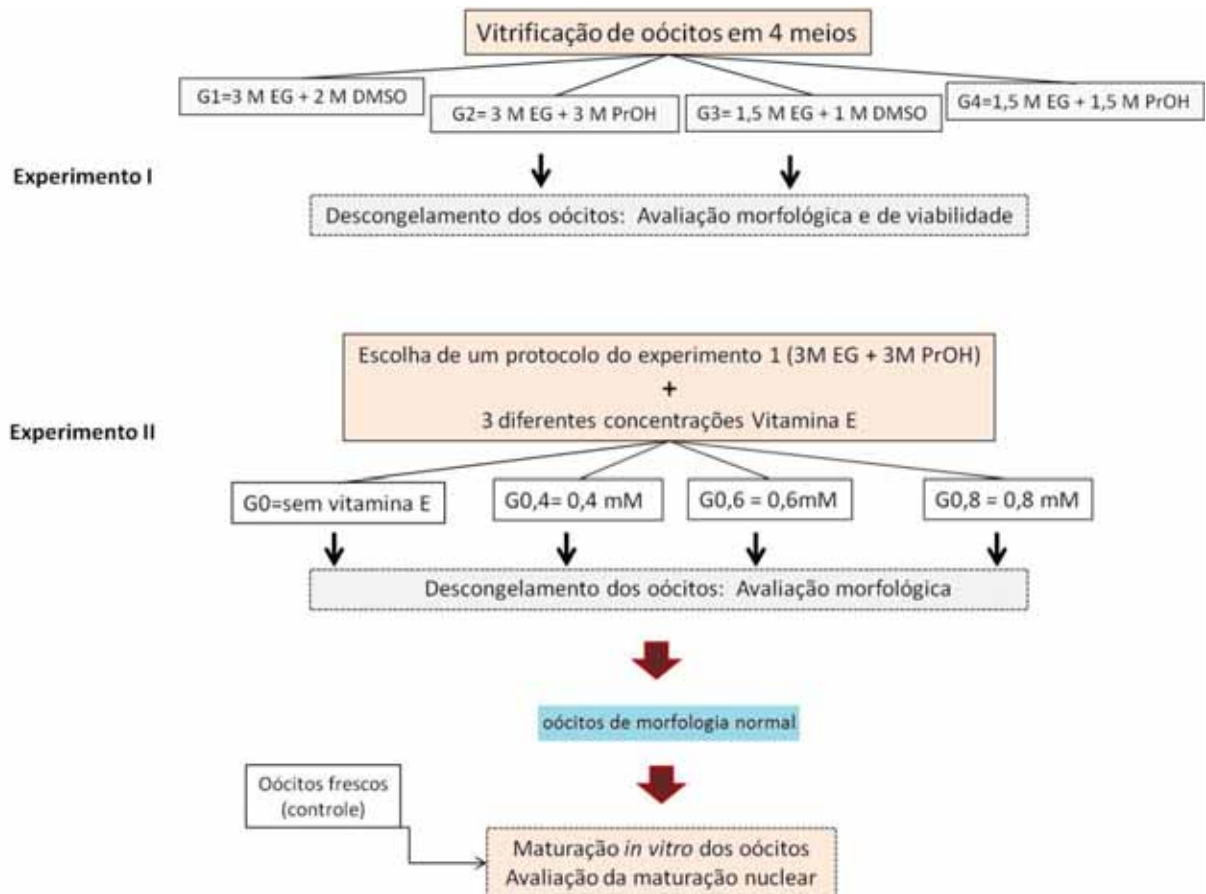 Vitrificação de oócitos em 4 meios
G1=3 M EG + 2 M DMSO
G2= 3 M EG + 3 M PrOH
G3= 1,5 M EG + 1 M DMSO
G4=1,5 M EG + 1,5 M PrOH
Experimento I
Descongelamento dos oócitos: Avaliação morfológica e de viabilidade
Escolha de um protocolo do experimento 1 (3M EG + 3M PrOH)
+
3 diferentes concentrações Vitamina E
Experimento II
G0=sem vitamina E
G0,4= 0,4 mM
G0,6 = 0,6mM
G0,8 = 0,8 mM
Descongelamento dos oócitos: Avaliação morfológica
oócitos de morfologia normal
Oócitos frescos
(controle)
Maturação in vitro dos oócitos
Avaliação da maturação nuclear